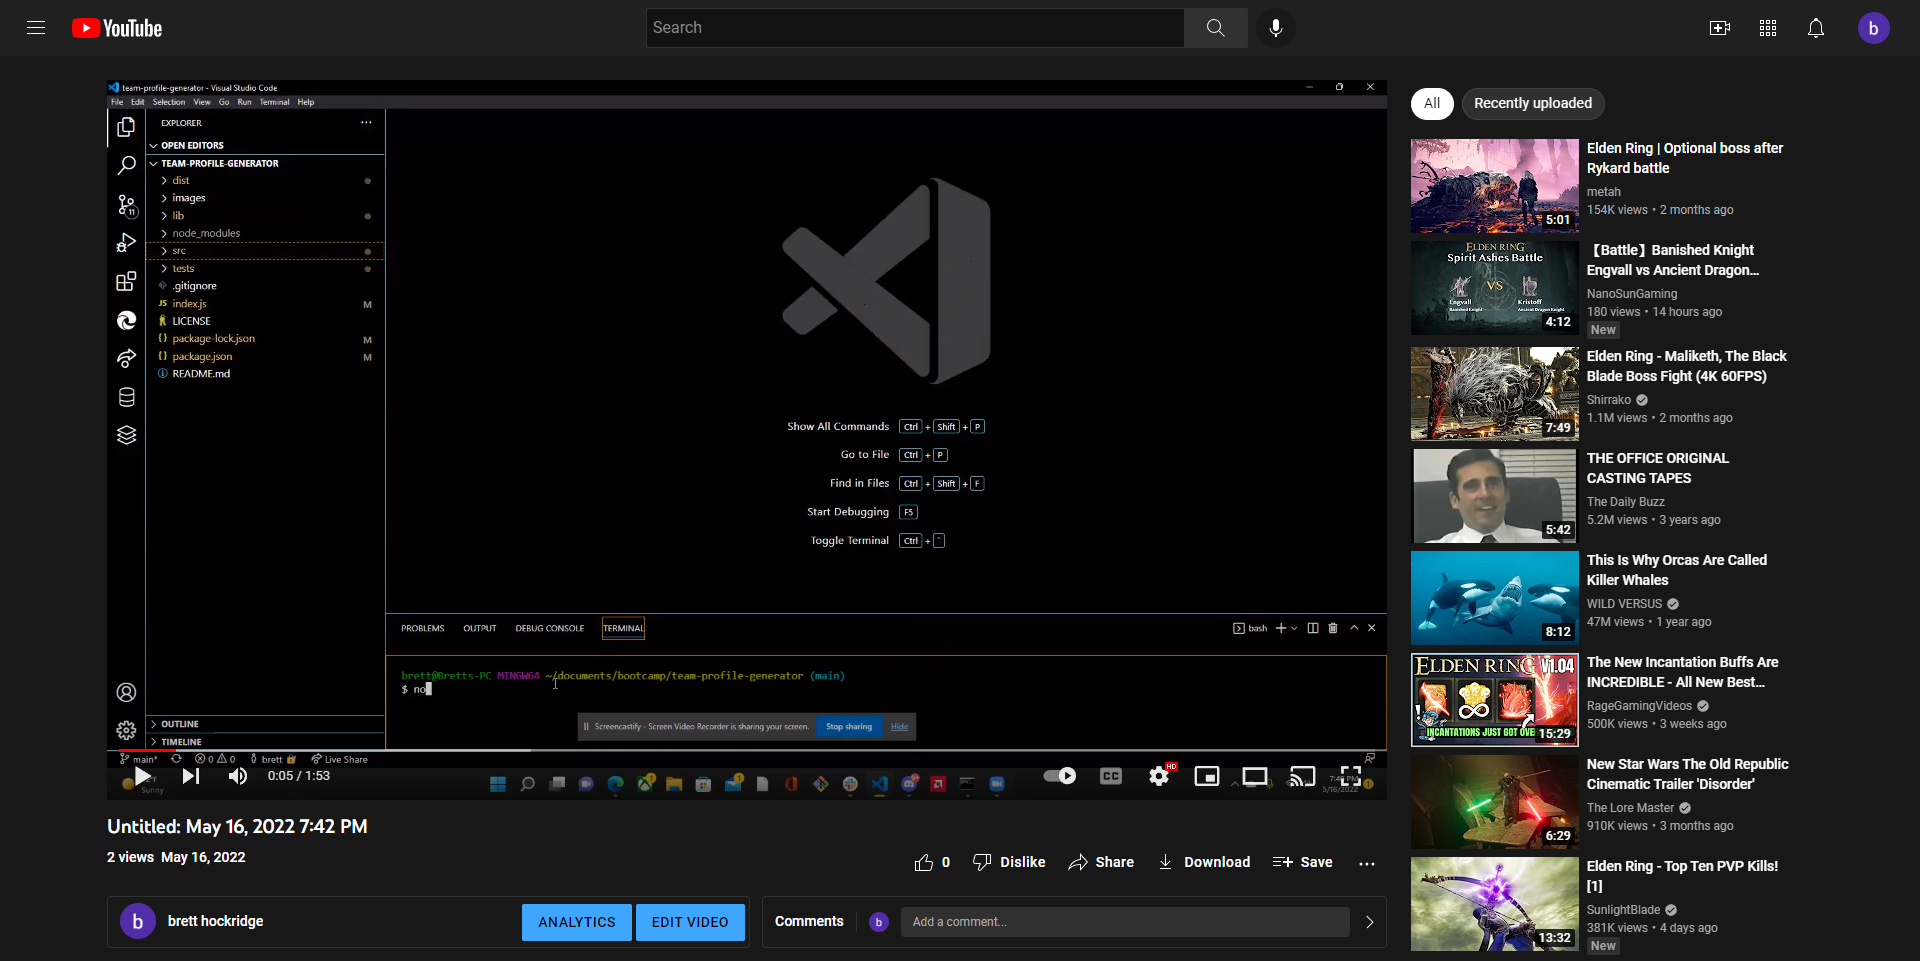 YouTube
Search
b
team-profile-generator - Visual Studio Code
File Edit Selection View Go Run Terminal Help
EXPLORER
OPEN EDITORS
TEAM-PROFILE-GENERATOR
dist
images
lib
node_modules
src
tests
.gitignore
JS index.js M
LICENSE
{} package-lock.json M
{} package.json M
README.md
11
Show All Commands Ctrl + Shift + P
Go to File Ctrl + P
Find in Files Ctrl + Shift + F
Start Debugging F5
Toggle Terminal Ctrl + `
PROBLEMS OUTPUT DEBUG CONSOLE TERMINAL
bash
brett@Bretts-PC MINGW64 ~/documents/bootcamp/team-profile-generator (main)
$ no
Screencastify - Screen Video Recorder is sharing your screen. Stop sharing Hide
OUTLINE
TIMELINE
main* 0 0 brett Live Share
0:05 / 1:53
Sunny
CC
HD
5/16/2022
Untitled: May 16, 2022 7:42 PM
2 views May 16, 2022
0 Dislike Share Download Save
b brett hockridge
ANALYTICS EDIT VIDEO
Comments b Add a comment...
All Recently uploaded
5:01
Elden Ring | Optional boss after
Rykard battle
metah
154K views • 2 months ago
ELDEN RING
Spirit Ashes Battle
VS
Engvall Kristoff
Banished Knight Ancient Dragon Knight
4:12
【Battle】Banished Knight
Engvall vs Ancient Dragon...
NanoSunGaming
180 views • 14 hours ago
New
7:49
Elden Ring - Maliketh, The Black
Blade Boss Fight (4K 60FPS)
Shirrako
1.1M views • 2 months ago
5:42
THE OFFICE ORIGINAL
CASTING TAPES
The Daily Buzz
5.2M views • 3 years ago
8:12
This Is Why Orcas Are Called
Killer Whales
WILD VERSUS
47M views • 1 year ago
ELDEN RING V1.04
INCANTATIONS JUST GOT
15:29
The New Incantation Buffs Are
INCREDIBLE - All New Best...
RageGamingVideos
500K views • 3 weeks ago
6:29
New Star Wars The Old Republic
Cinematic Trailer 'Disorder'
The Lore Master
910K views • 3 months ago
13:32
Elden Ring - Top Ten PVP Kills!
[1]
SunlightBlade
381K views • 4 days ago
New